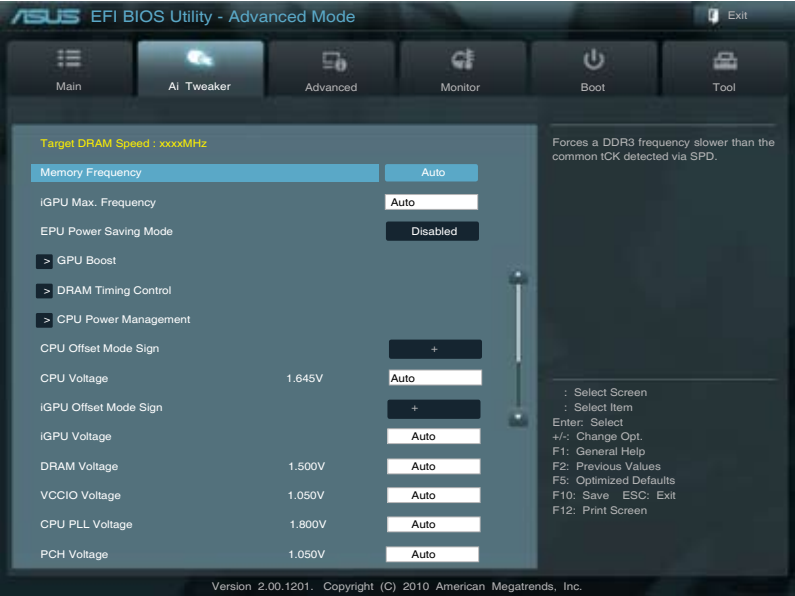 ASUS EFI BIOS Utility - Advanced Mode
Exit
Main
Ai Tweaker
Advanced
Monitor
Boot
Tool
Target DRAM Speed : xxxxMHz
Memory Frequency Auto
iGPU Max. Frequency Auto
EPU Power Saving Mode Disabled
> GPU Boost
> DRAM Timing Control
> CPU Power Management
CPU Offset Mode Sign +
CPU Voltage 1.645V Auto
iGPU Offset Mode Sign +
iGPU Voltage Auto
DRAM Voltage 1.500V Auto
VCCIO Voltage 1.050V Auto
CPU PLL Voltage 1.800V Auto
PCH Voltage 1.050V Auto
Forces a DDR3 frequency slower than the
common tCK detected via SPD.
: Select Screen
: Select Item
Enter: Select
+/-: Change Opt.
F1: General Help
F2: Previous Values
F5: Optimized Defaults
F10: Save ESC: Exit
F12: Print Screen
Version 2.00.1201. Copyright (C) 2010 American Megatrends, Inc.